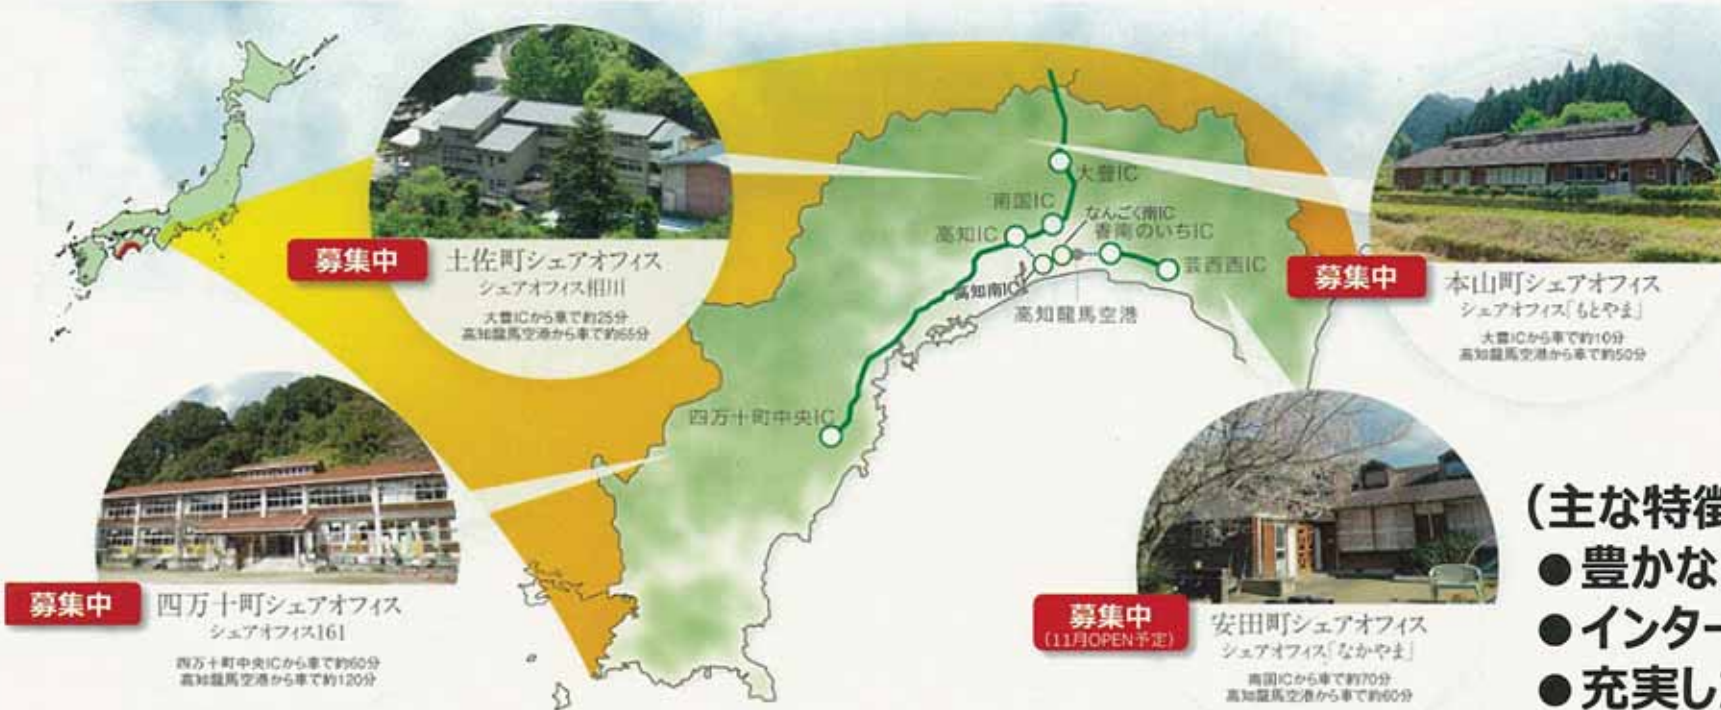 募集中
土佐町シェアオフィス
シェアオフィス相川
大豊ICから車で約25分
高知龍馬空港から車で約65分
大豊IC
南国IC
なんごく南IC
高知IC
香南のいちIC
芸西西IC
高知南IC
高知龍馬空港
四万十町中央IC
募集中
本山町シェアオフィス
シェアオフィス「もとやま」
大豊ICから車で約10分
高知龍馬空港から車で約50分
募集中
四万十町シェアオフィス
シェアオフィス161
四万十町中央ICから車で約60分
高知龍馬空港から車で約120分
募集中
(11月OPEN予定)
安田町シェアオフィス
シェアオフィス「なかやま」
南国ICから車で約70分
高知龍馬空港から車で約60分
(主な特徴
●豊かな
●インター
●充実し